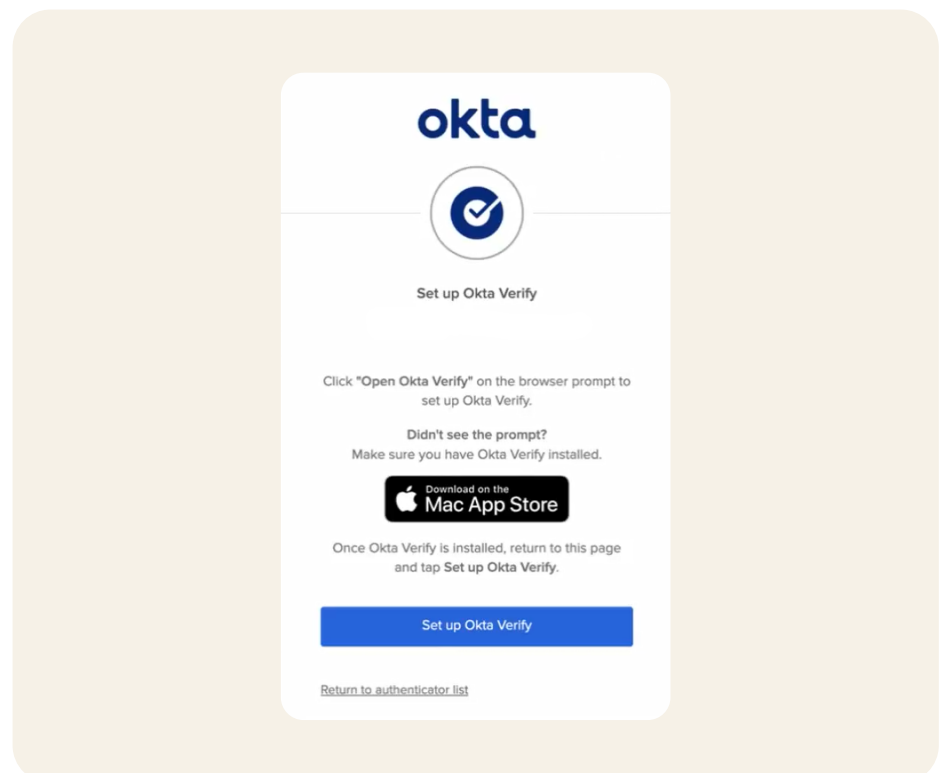 okta
Set up Okta Verify
Click "Open Okta Verify" on the browser prompt to
set up Okta Verify.
Didn't see the prompt?
Make sure you have Okta Verify installed.
Download on the
Mac App Store
Once Okta Verify is installed, return to this page
and tap Set up Okta Verify.
Set up Okta Verify
Return to authenticator list